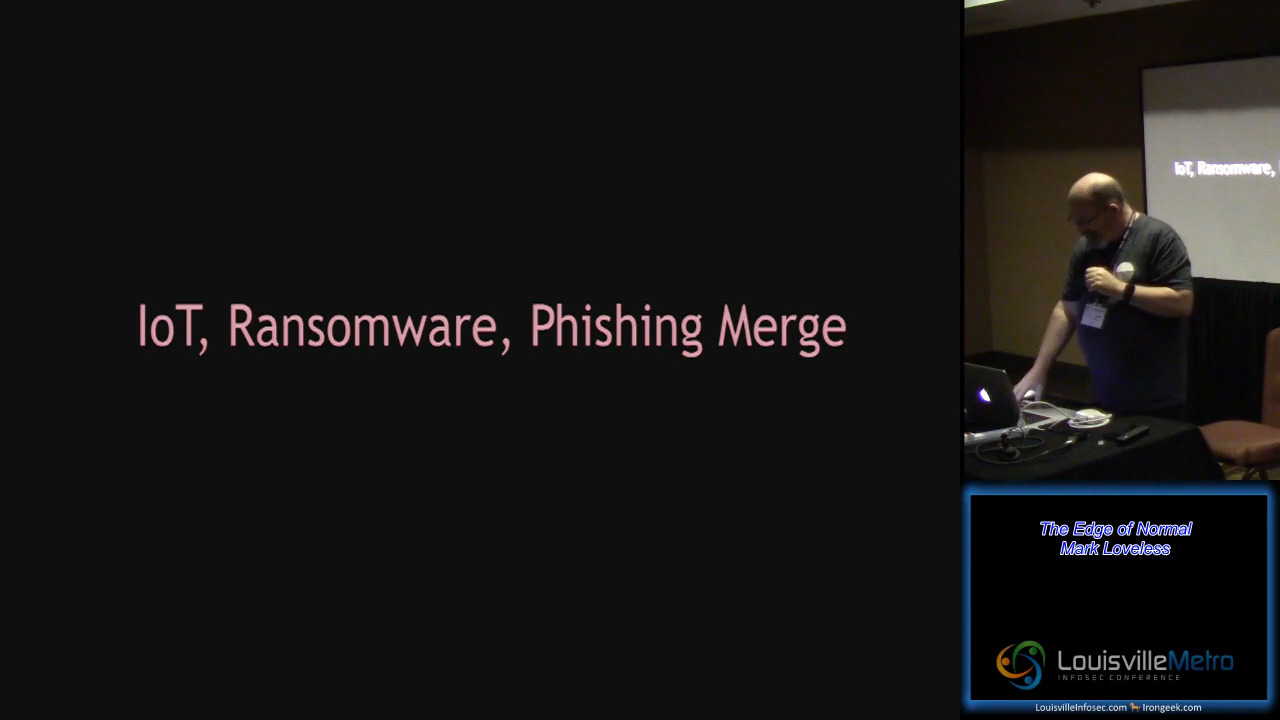 IoT, Ransomware, Phishing Merge
IoT, Ransomware,
The Edge of Normal
Mark Loveless
LouisvilleMetro
INFOSEC CONFERENCE
LouisvilleInfosec.com Irongeek.com